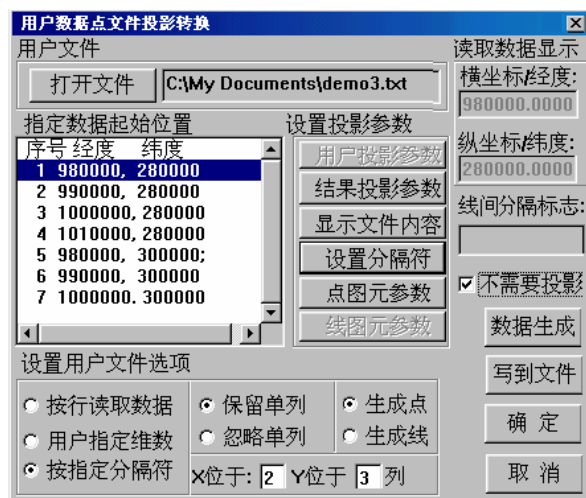 用户数据点文件投影转换
用户文件
打开文件 C:\My Documents\demo3.txt
指定数据起始位置
序号 经度 纬度
1 980000, 280000
2 990000, 280000
3 1000000, 280000
4 1010000, 280000
5 980000, 300000;
6 990000, 300000
7 1000000. 300000
设置投影参数
用户投影参数
结果投影参数
显示文件内容
设置分隔符
点图元参数
线图元参数
读取数据显示
横坐标/经度:
980000.0000
纵坐标/纬度:
280000.0000
线间分隔标志:
不需要投影
数据生成
写到文件
确 定
取 消
设置用户文件选项
按行读取数据 保留单列 生成点
用户指定维数 忽略单列 生成线
按指定分隔符 X位于: 2 Y位于 3 列